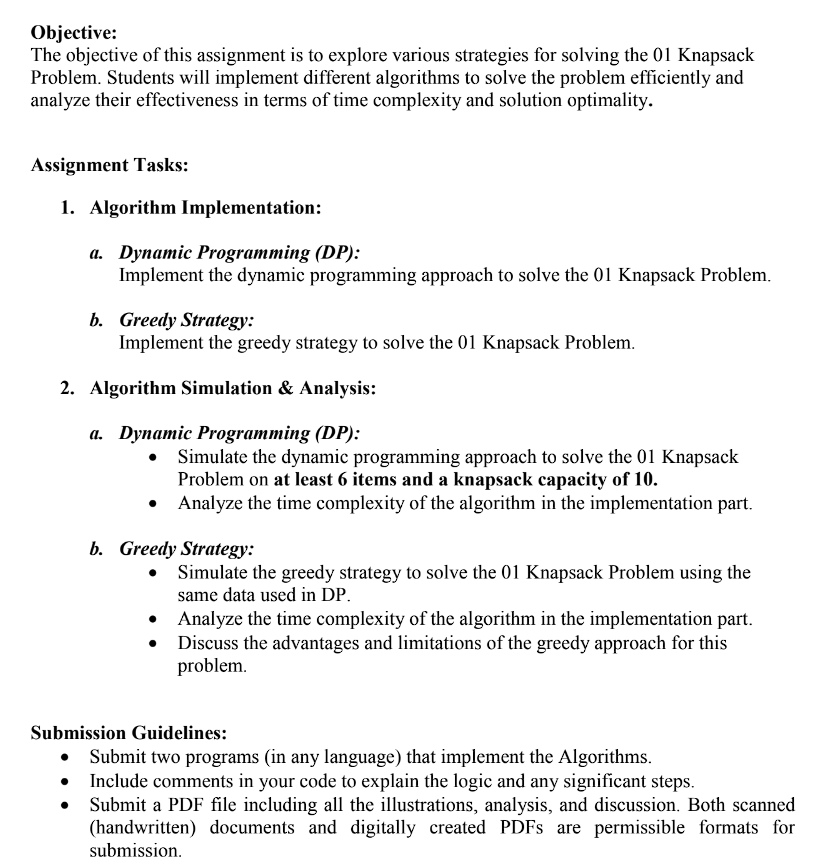 Objective:
The objective of this assignment is to explore various strategies for solving the 01 Knapsack
Problem. Students will implement different algorithms to solve the problem efficiently and
analyze their effectiveness in terms of time complexity and solution optimality.
Assignment Tasks:
1. Algorithm Implementation:
a. Dynamic Programming (DP):
Implement the dynamic programming approach to solve the 01 Knapsack Problem.
b. Greedy Strategy:
Implement the greedy strategy to solve the 01 Knapsack Problem.
2. Algorithm Simulation & Analysis:
a. Dynamic Programming (DP):
• Simulate the dynamic programming approach to solve the 01 Knapsack
Problem on at least 6 items and a knapsack capacity of 10.
• Analyze the time complexity of the algorithm in the implementation part.
b. Greedy Strategy:
• Simulate the greedy strategy to solve the 01 Knapsack Problem using the
same data used in DP.
• Analyze the time complexity of the algorithm in the implementation part.
• Discuss the advantages and limitations of the greedy approach for this
problem.
Submission Guidelines:
• Submit two programs (in any language) that implement the Algorithms.
• Include comments in your code to explain the logic and any significant steps.
• Submit a PDF file including all the illustrations, analysis, and discussion. Both scanned
(handwritten) documents and digitally created PDFs are permissible formats for
submission.